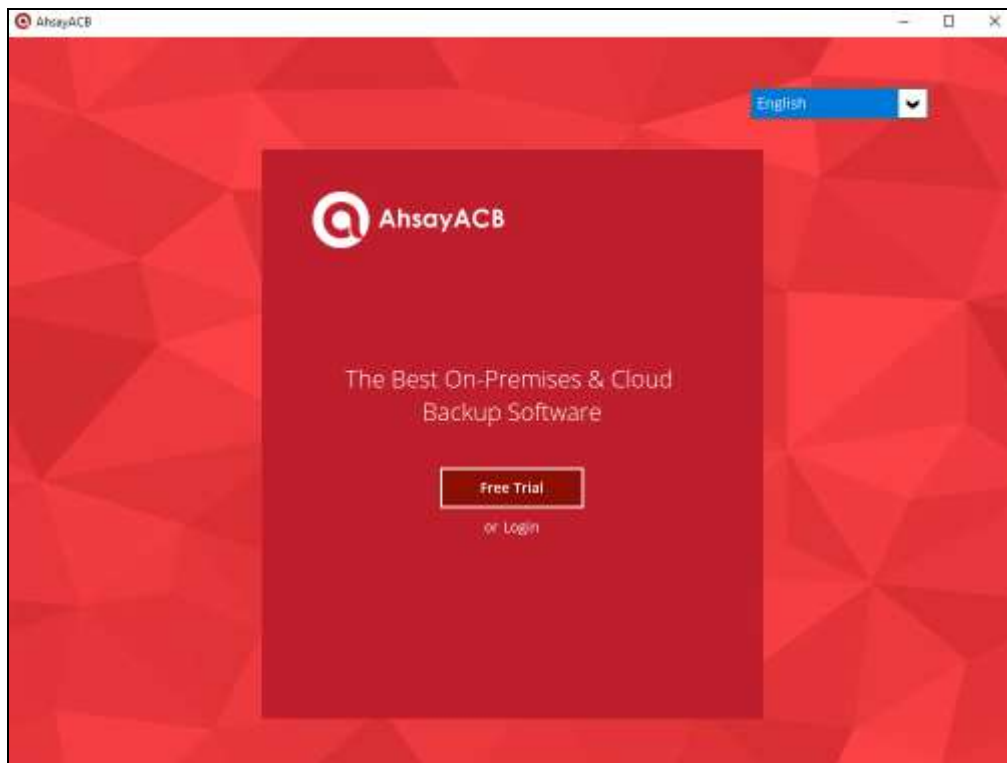 AhsayACB
English
AhsayACB
The Best On-Premises & Cloud
Backup Software
Free Trial
or Login